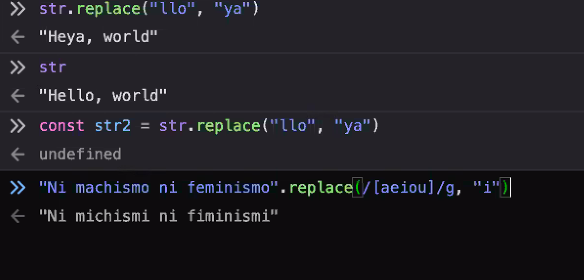 » str.replace("llo", "ya")
← "Heya, world"
» str
← "Hello, world"
» const str2 = str.replace("llo", "ya")
← undefined
» "Ni machismo ni feminismo".replace(/[aeiou]/g, "i")
← "Ni michismi ni fiminismi"